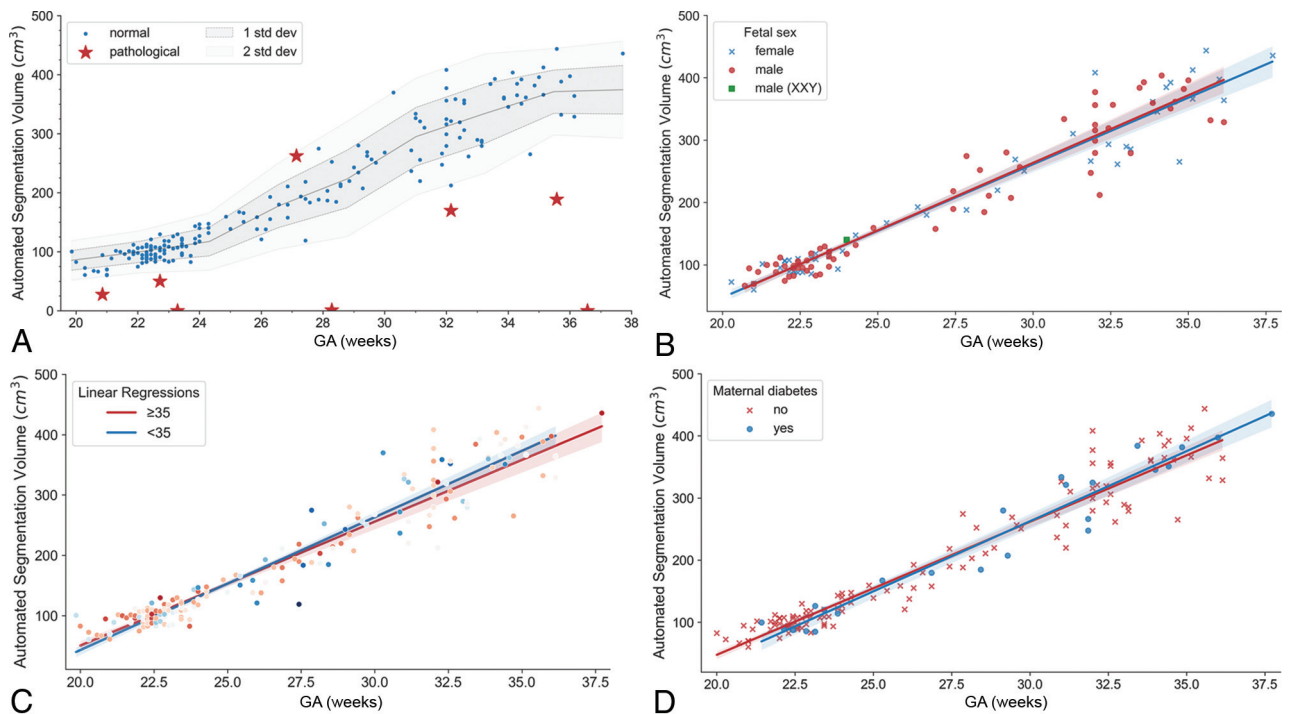 500
400
300
200
100
0
Automated Segmentation Volume (cm³)
normal
pathological
1 std dev
2 std dev
20 22 24 26 28 30 32 34 36 38
GA (weeks)
A
500
400
300
200
100
Automated Segmentation Volume (cm³)
Fetal sex
female
male
male (XXY)
20.0 22.5 25.0 27.5 30.0 32.5 35.0 37.5
GA (weeks)
B
500
400
300
200
100
Automated Segmentation Volume (cm³)
Linear Regressions
≥35
<35
20.0 22.5 25.0 27.5 30.0 32.5 35.0 37.5
GA (weeks)
C
500
400
300
200
100
Automated Segmentation Volume (cm³)
Maternal diabetes
no
yes
20.0 22.5 25.0 27.5 30.0 32.5 35.0 37.5
GA (weeks)
D